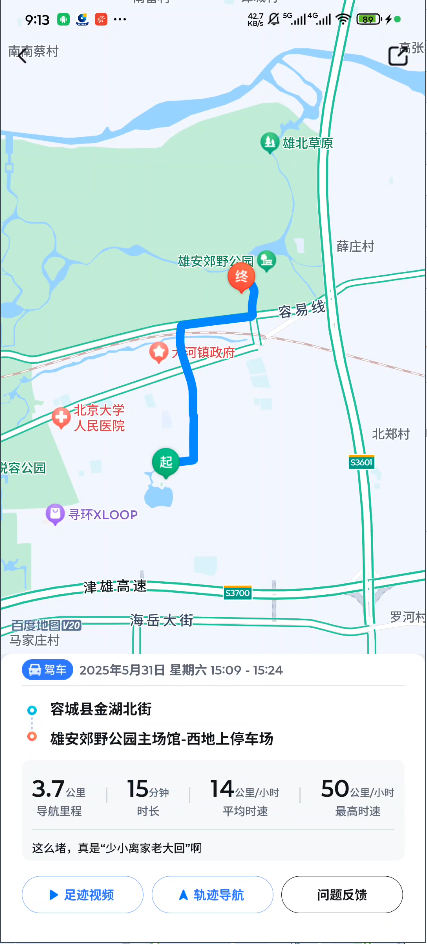 9:13
42.7
KB/s
5G
4G
89
南南蔡村
高张
雄北草原
薛庄村
雄安郊野公园
终
容易线
大河镇政府
北京大学
人民医院
北郑村
起
悦容公园
S3601
寻环XLOOP
津雄高速
S3700
百度地图 V20
海岳大街
罗河村
马家庄村
驾车 2025年5月31日 星期六 15:09 - 15:24
容城县金湖北街
雄安郊野公园主场馆-西地上停车场
3.7公里 15分钟 14公里/小时 50公里/小时
导航里程 时长 平均时速 最高时速
这么堵，真是“少小离家老大回”啊
足迹视频 轨迹导航 问题反馈